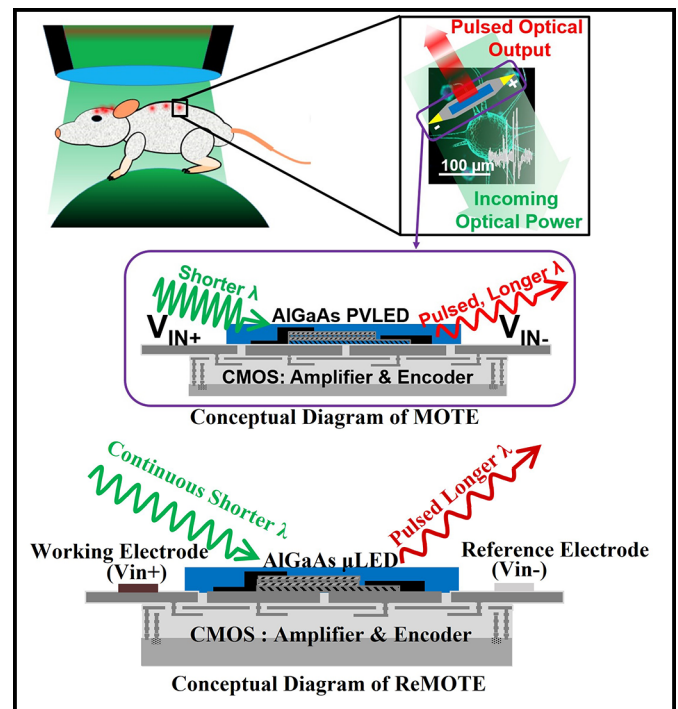 Pulsed Optical
Output
+
-
100 µm
Incoming
Optical Power
Shorter λ
AlGaAs PVLED
Pulsed, Longer λ
VIN+
VIN-
CMOS: Amplifier & Encoder
Conceptual Diagram of MOTE
Continuous Shorter λ
Pulsed Longer λ
AlGaAs µLED
Working Electrode
(Vin+)
Reference Electrode
(Vin-)
CMOS : Amplifier & Encoder
Conceptual Diagram of ReMOTE